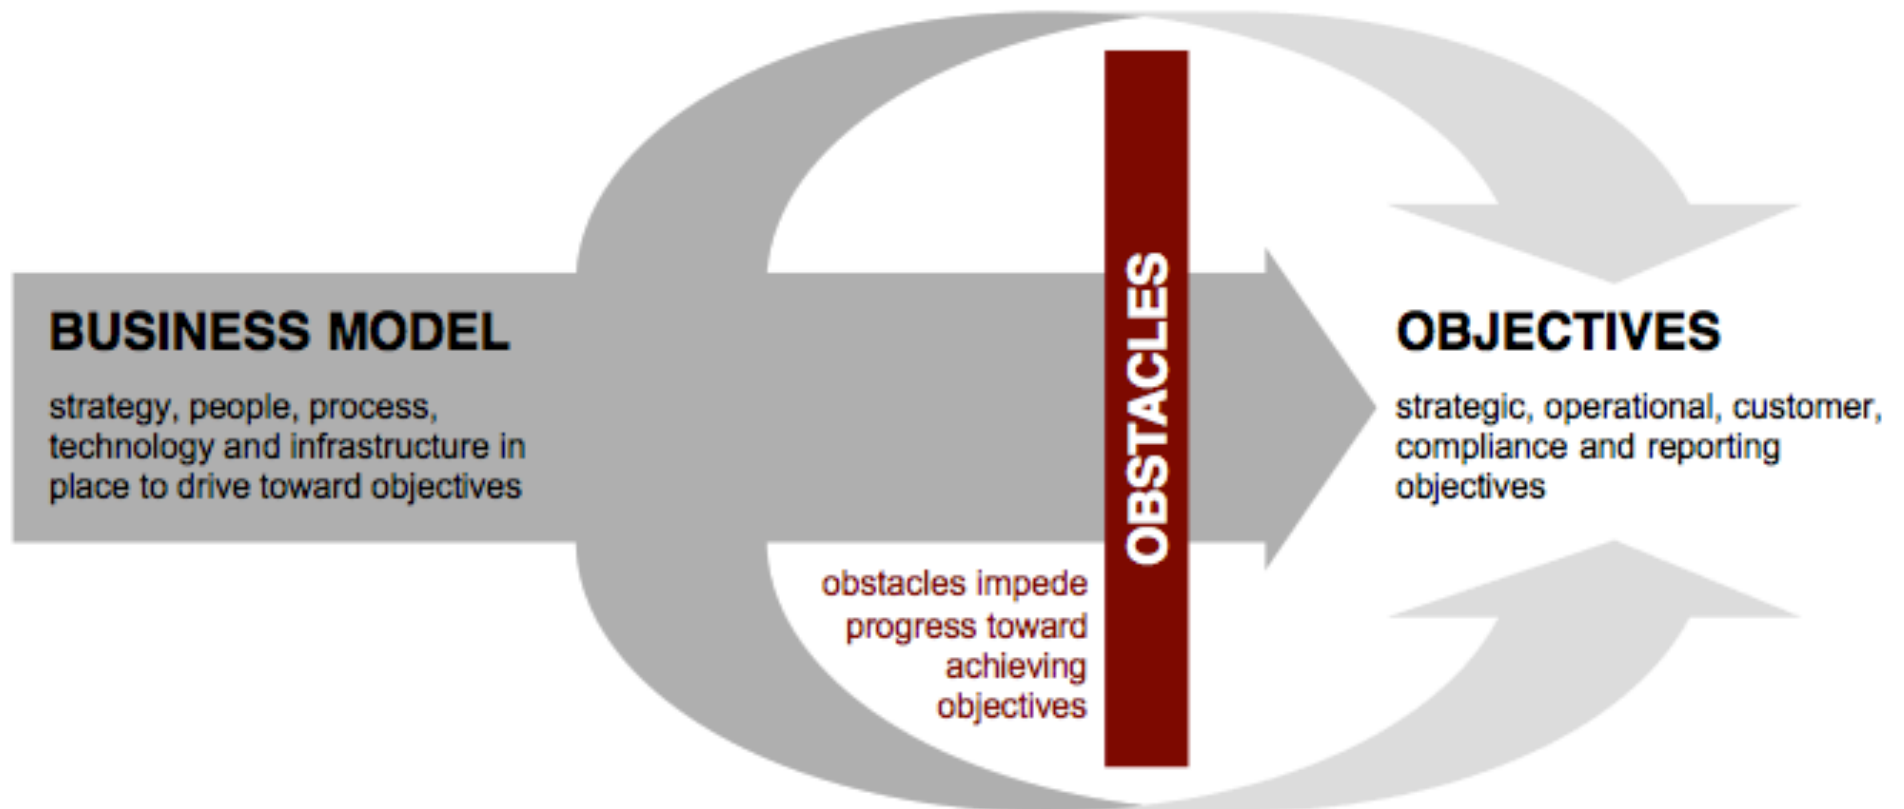 BUSINESS MODEL
strategy, people, process,
technology and infrastructure in
place to drive toward objectives
obstacles impede
progress toward
achieving
objectives
OBSTACLES
OBJECTIVES
strategic, operational, customer,
compliance and reporting
objectives